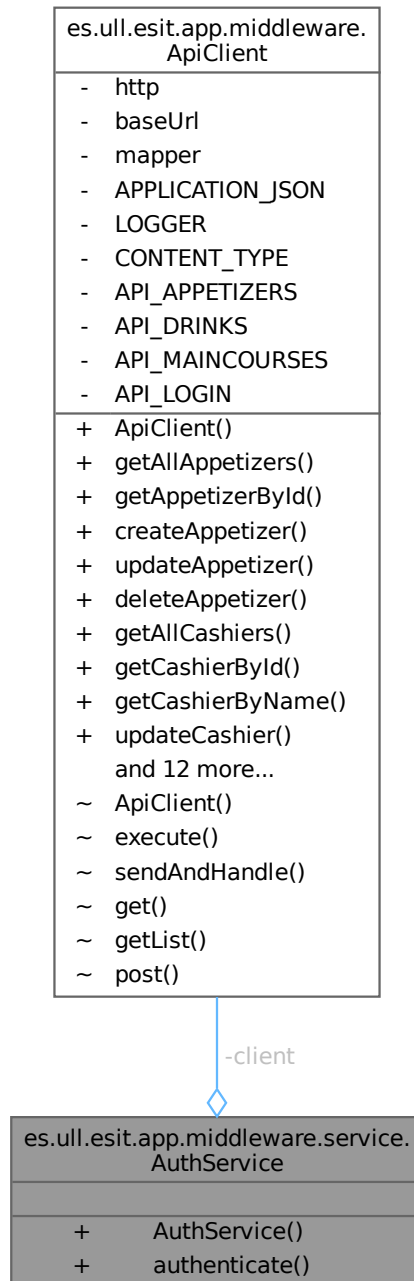 es.ull.esit.app.middleware.
ApiClient
- http
- baseUrl
- mapper
- APPLICATION_JSON
- LOGGER
- CONTENT_TYPE
- API_APPETIZERS
- API_DRINKS
- API_MAINCOURSES
- API_LOGIN
+ ApiClient()
+ getAllAppetizers()
+ getAppetizerById()
+ createAppetizer()
+ updateAppetizer()
+ deleteAppetizer()
+ getAllCashiers()
+ getCashierById()
+ getCashierByName()
+ updateCashier()
and 12 more...
~ ApiClient()
~ execute()
~ sendAndHandle()
~ get()
~ getList()
~ post()
-client
es.ull.esit.app.middleware.service.
AuthService
+ AuthService()
+ authenticate()